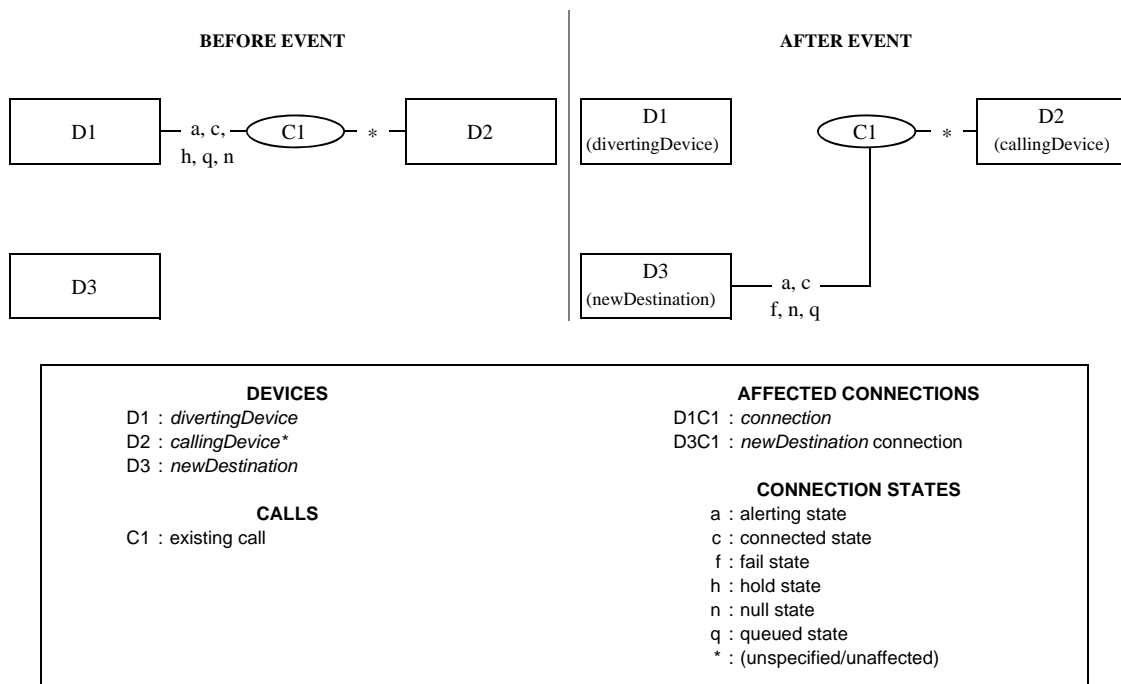 BEFORE EVENT
D1
a, c,
h, q, n
C1
*
D2
D3
AFTER EVENT
D1
(divertingDevice)
C1
*
D2
(callingDevice)
D3
(newDestination)
a, c
f, n, q
DEVICES
D1 : divertingDevice
D2 : callingDevice*
D3 : newDestination
CALLS
C1 : existing call
AFFECTED CONNECTIONS
D1C1 : connection
D3C1 : newDestination connection
CONNECTION STATES
a : alerting state
c : connected state
f : fail state
h : hold state
n : null state
q : queued state
* : (unspecified/unaffected)